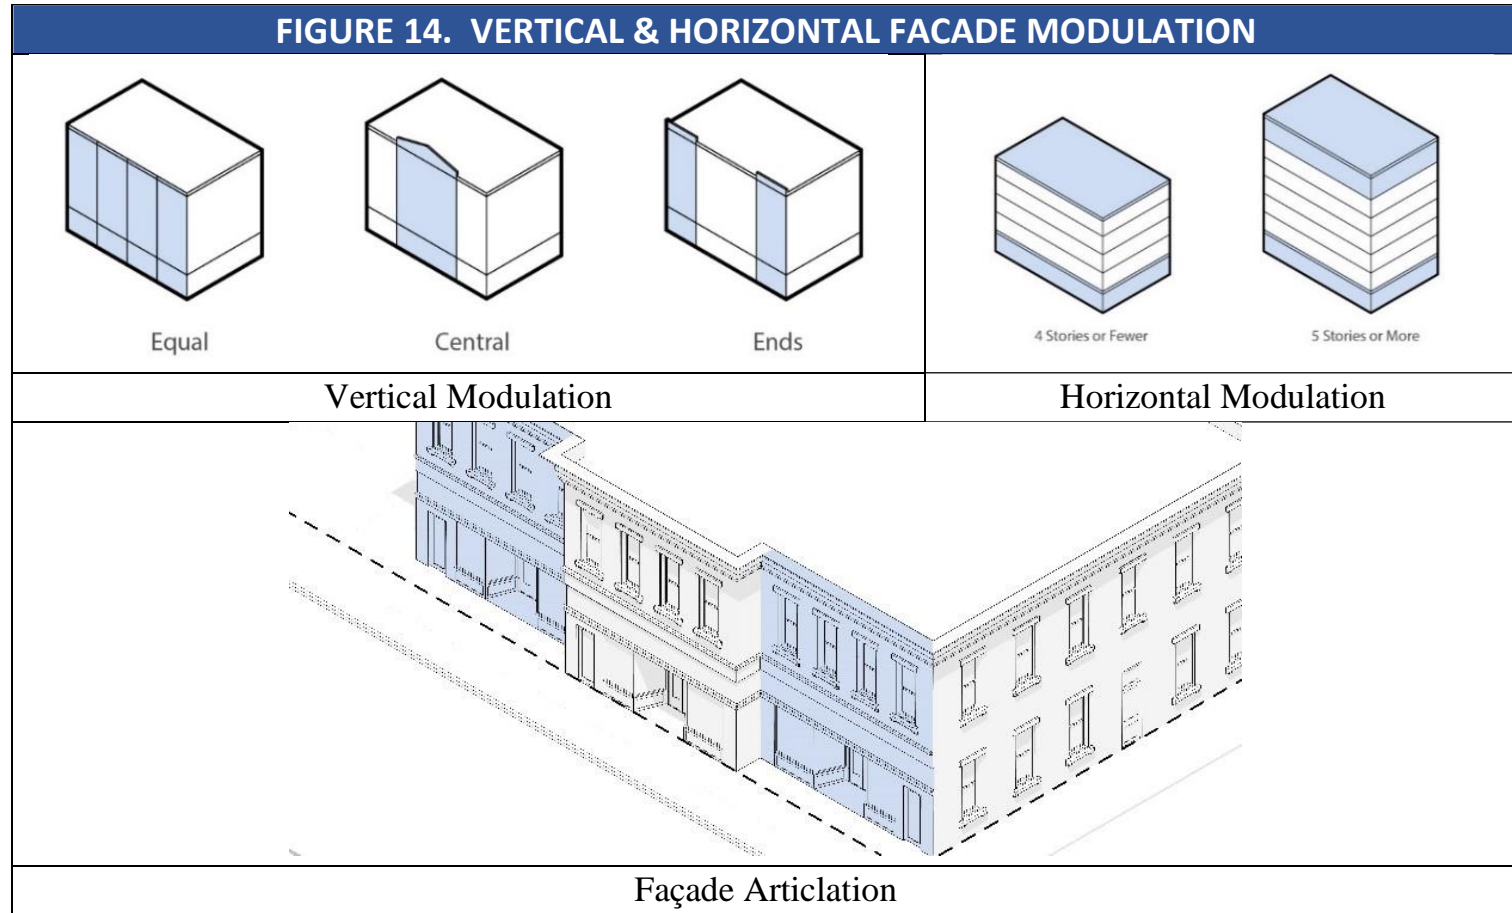 FIGURE 14. VERTICAL & HORIZONTAL FACADE MODULATION
Equal
Central
Ends
4 Stories or Fewer
5 Stories or More
Vertical Modulation
Horizontal Modulation
Façade Articlation